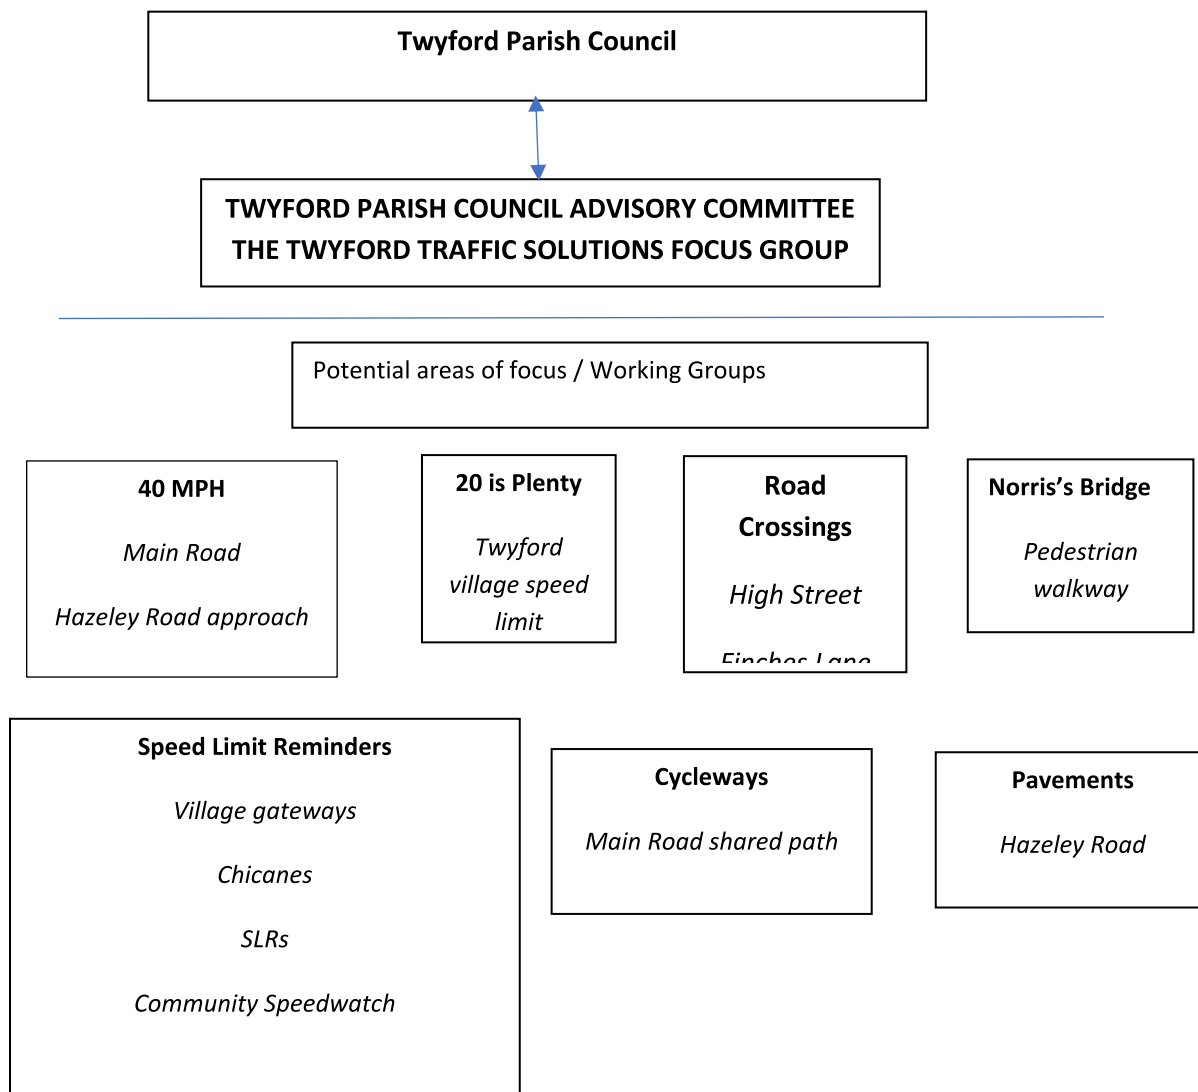 Twyford Parish Council
TWYFORD PARISH COUNCIL ADVISORY COMMITTEE
THE TWYFORD TRAFFIC SOLUTIONS FOCUS GROUP
Potential areas of focus / Working Groups
40 MPH
Main Road
Hazeley Road approach
20 is Plenty
Twyford
village speed
limit
Road
Crossings
High Street
Finches Lane
Norris’s Bridge
Pedestrian
walkway
Speed Limit Reminders
Village gateways
Chicanes
SLRs
Community Speedwatch
Cycleways
Main Road shared path
Pavements
Hazeley Road